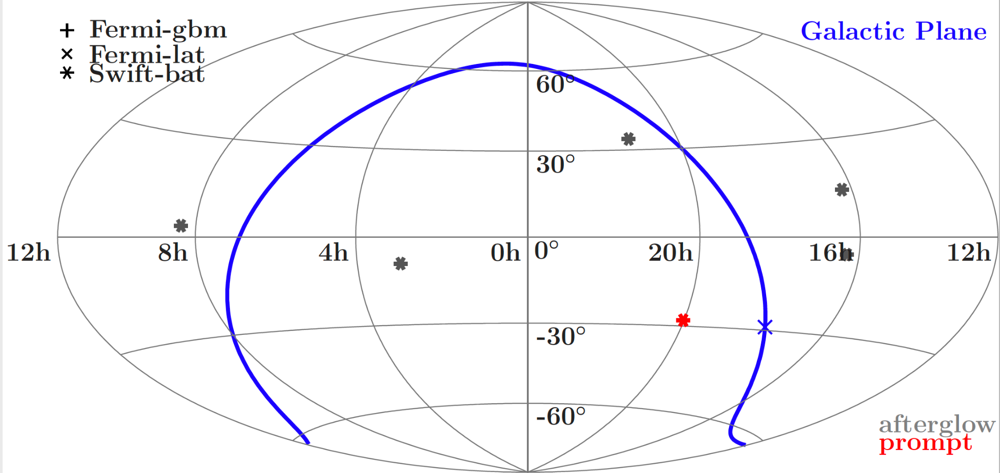 Fermi-gbm
Fermi-lat
Swift-bat
Galactic Plane
60°
30°
12h 8h 4h 0h 0° 20h 16h 12h
-30°
-60°
afterglow
prompt